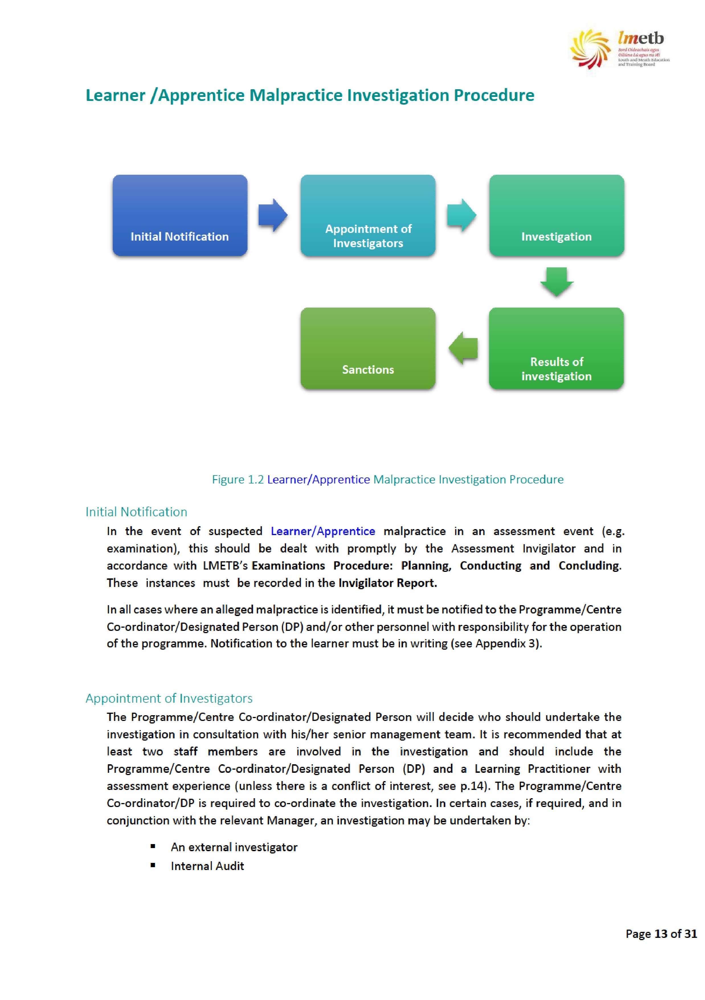 lmetb
Bord Oideachais agus
Oiliúna Lú agus na Mí
Louth and Meath Education
and Training Board
Learner /Apprentice Malpractice Investigation Procedure
Initial Notification
Appointment of
Investigators
Investigation
Sanctions
Results of
investigation
Figure 1.2 Learner/Apprentice Malpractice Investigation Procedure
Initial Notification
In the event of suspected Learner/Apprentice malpractice in an assessment event (e.g.
examination), this should be dealt with promptly by the Assessment Invigilator and in
accordance with LMETB’s Examinations Procedure: Planning, Conducting and Concluding.
These instances must be recorded in the Invigilator Report.
In all cases where an alleged malpractice is identified, it must be notified to the Programme/Centre
Co-ordinator/Designated Person (DP) and/or other personnel with responsibility for the operation
of the programme. Notification to the learner must be in writing (see Appendix 3).
Appointment of Investigators
The Programme/Centre Co-ordinator/Designated Person will decide who should undertake the
investigation in consultation with his/her senior management team. It is recommended that at
least two staff members are involved in the investigation and should include the
Programme/Centre Co-ordinator/Designated Person (DP) and a Learning Practitioner with
assessment experience (unless there is a conflict of interest, see p.14). The Programme/Centre
Co-ordinator/DP is required to co-ordinate the investigation. In certain cases, if required, and in
conjunction with the relevant Manager, an investigation may be undertaken by:
▪ An external investigator
▪ Internal Audit
Page 13 of 31